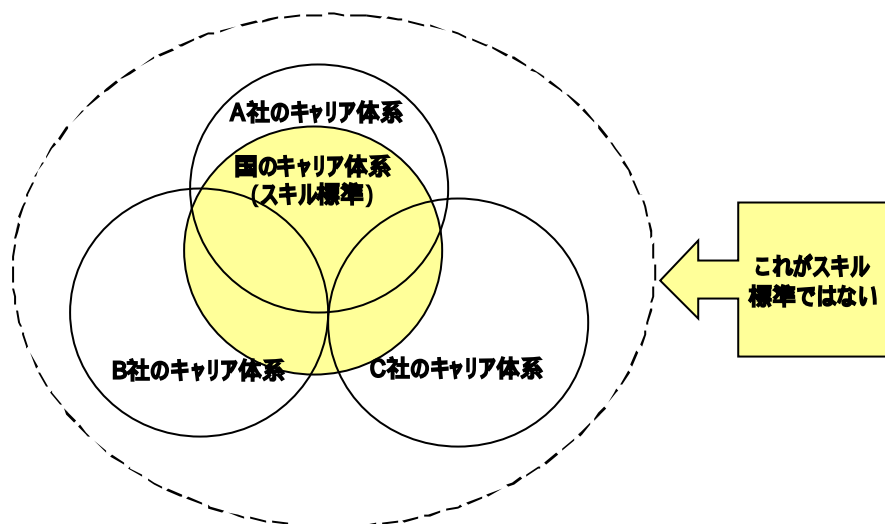 A社のキャリア体系
国のキャリア体系
(スキル標準)
これがスキル
標準ではない
B社のキャリア体系
C社のキャリア体系